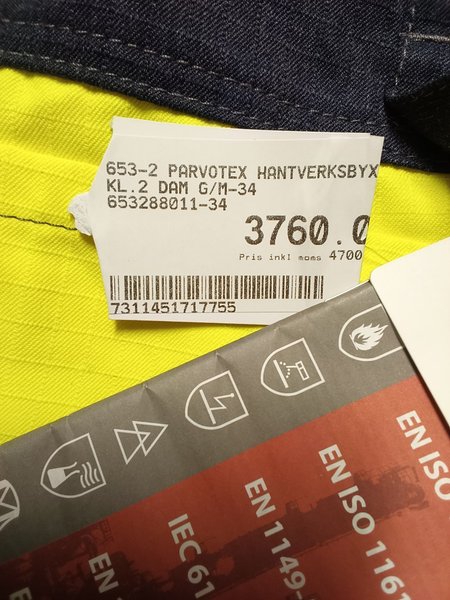 653-2 PARVOTEX HANTVERKSBYX
KL.2 DAM G/M-34
653288011-34
3760.0
Pris inkl moms 4700
7311451717755
EN ISO
EN ISO 1161
EN 1149-
IEC 61
EN